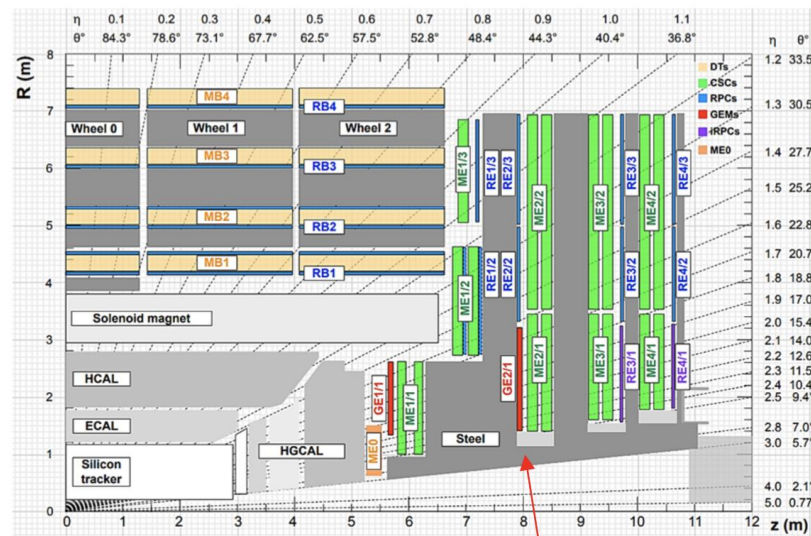 η 0.1 0.2 0.3 0.4 0.5 0.6 0.7 0.8 0.9 1.0 1.1
θ° 84.3° 78.6° 73.1° 67.7° 62.5° 57.5° 52.8° 48.4° 44.3° 40.4° 36.8° η θ°
R (m)
8
7
6
5
4
3
2
1
0
1.2 33.5
1.3 30.5
1.4 27.7
1.5 25.2
1.6 22.8
1.7 20.7
1.8 18.8
1.9 17.0
2.0 15.4
2.1 14.0
2.2 12.6
2.3 11.5
2.4 10.4
2.5 9.4°
2.8 7.0°
3.0 5.7°
4.0 2.1°
5.0 0.77
DTs
CSCs
RPCs
GEMs
iRPCs
ME0
MB4
RB4
Wheel 0
Wheel 1
Wheel 2
MB3
RB3
MB2
RB2
MB1
RB1
Solenoid magnet
HCAL
ECAL
Silicon
tracker
HGCAL
Steel
ME0
GE1/1
ME1/1
ME1/2
ME1/3
RE1/3
RE2/3
RE1/2
RE2/2
GE2/1
ME2/1
ME2/2
ME3/2
ME3/1
RE3/3
RE3/2
RE3/1
ME4/2
ME4/1
RE4/3
RE4/2
RE4/1
0 1 2 3 4 5 6 7 8 9 10 11 12
z (m)